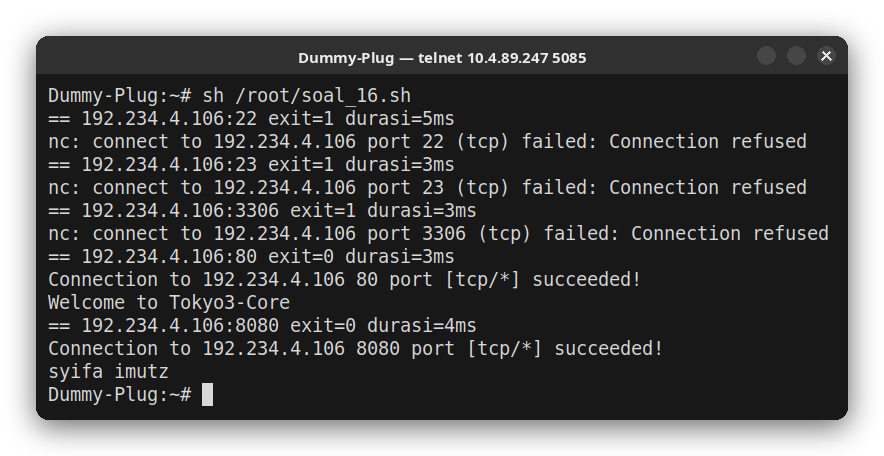 Dummy-Plug — telnet 10.4.89.247 5085
Dummy-Plug:~# sh /root/soal_16.sh
== 192.234.4.106:22 exit=1 durasi=5ms
nc: connect to 192.234.4.106 port 22 (tcp) failed: Connection refused
== 192.234.4.106:23 exit=1 durasi=3ms
nc: connect to 192.234.4.106 port 23 (tcp) failed: Connection refused
== 192.234.4.106:3306 exit=1 durasi=3ms
nc: connect to 192.234.4.106 port 3306 (tcp) failed: Connection refused
== 192.234.4.106:80 exit=0 durasi=3ms
Connection to 192.234.4.106 80 port [tcp/*] succeeded!
Welcome to Tokyo3-Core
== 192.234.4.106:8080 exit=0 durasi=4ms
Connection to 192.234.4.106 8080 port [tcp/*] succeeded!
syifa imutz
Dummy-Plug:~#